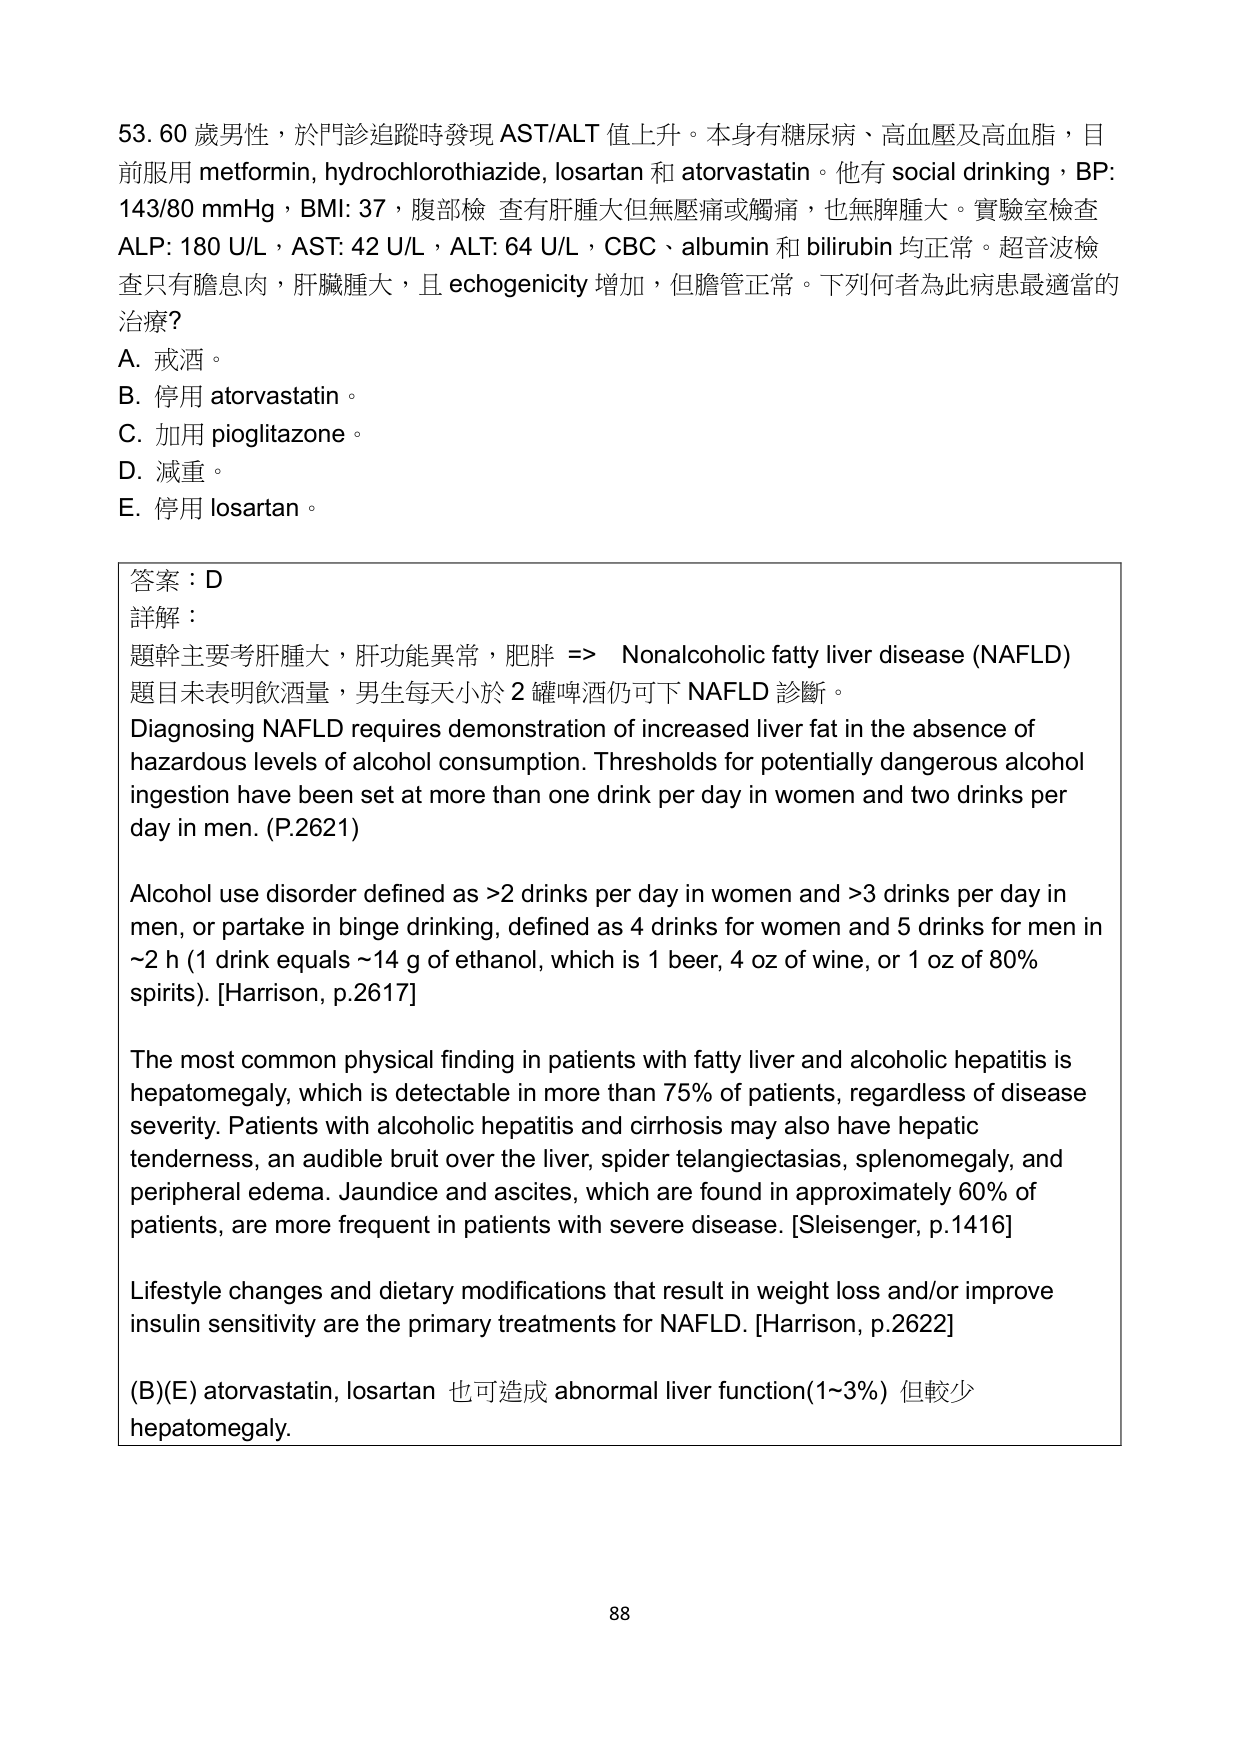 53. 60 歲男性，於門診追蹤時發現 AST/ALT 值上升。本身有糖尿病、高血壓及高血脂，目
前服用 metformin, hydrochlorothiazide, losartan 和 atorvastatin。他有 social drinking，BP:
143/80 mmHg，BMI: 37，腹部檢 查有肝腫大但無壓痛或觸痛，也無脾腫大。實驗室檢查
ALP: 180 U/L，AST: 42 U/L，ALT: 64 U/L，CBC、albumin 和 bilirubin 均正常。超音波檢
查只有膽息肉，肝臟腫大，且 echogenicity 增加，但膽管正常。下列何者為此病患最適當的
治療?
A. 戒酒。
B. 停用 atorvastatin。
C. 加用 pioglitazone。
D. 減重。
E. 停用 losartan。
答案：D
詳解：
題幹主要考肝腫大，肝功能異常，肥胖 => Nonalcoholic fatty liver disease (NAFLD)
題目未表明飲酒量，男生每天小於 2 罐啤酒仍可下 NAFLD 診斷。
Diagnosing NAFLD requires demonstration of increased liver fat in the absence of
hazardous levels of alcohol consumption. Thresholds for potentially dangerous alcohol
ingestion have been set at more than one drink per day in women and two drinks per
day in men. (P.2621)
Alcohol use disorder defined as >2 drinks per day in women and >3 drinks per day in
men, or partake in binge drinking, defined as 4 drinks for women and 5 drinks for men in
~2 h (1 drink equals ~14 g of ethanol, which is 1 beer, 4 oz of wine, or 1 oz of 80%
spirits). [Harrison, p.2617]
The most common physical finding in patients with fatty liver and alcoholic hepatitis is
hepatomegaly, which is detectable in more than 75% of patients, regardless of disease
severity. Patients with alcoholic hepatitis and cirrhosis may also have hepatic
tenderness, an audible bruit over the liver, spider telangiectasias, splenomegaly, and
peripheral edema. Jaundice and ascites, which are found in approximately 60% of
patients, are more frequent in patients with severe disease. [Sleisenger, p.1416]
Lifestyle changes and dietary modifications that result in weight loss and/or improve
insulin sensitivity are the primary treatments for NAFLD. [Harrison, p.2622]
(B)(E) atorvastatin, losartan 也可造成 abnormal liver function(1~3%) 但較少
hepatomegaly.
88